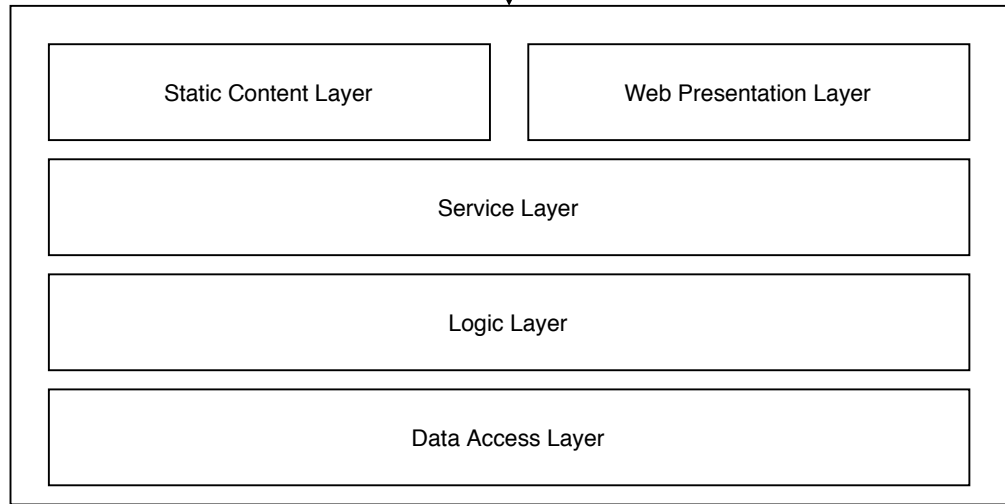 Static Content Layer
Web Presentation Layer
Service Layer
Logic Layer
Data Access Layer